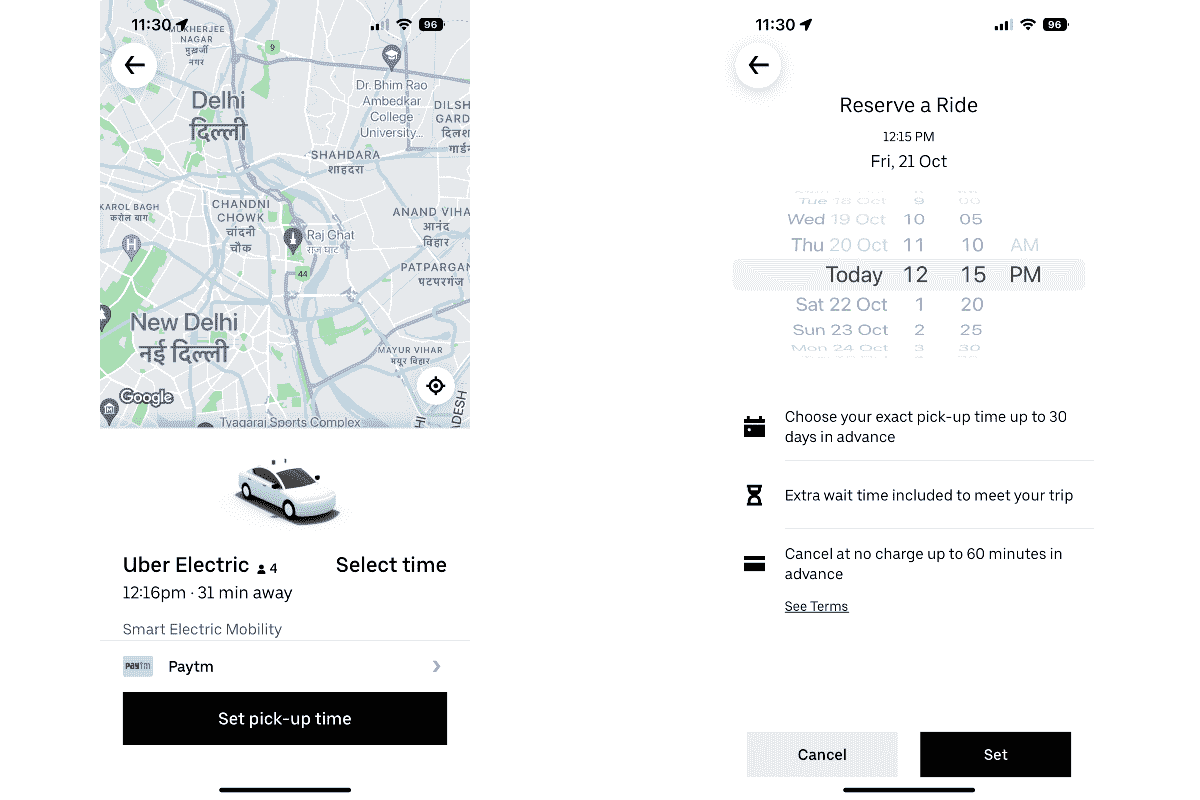 11:30
96
MUKHERJEE
NAGAR
मुखर्जी
नगर
9
Delhi
दिल्ली
Dr. Bhim Rao
Ambedkar
College
University...
DILSH
GARD
दिलश
गार्डन
SHAHDARA
शाहदरा
KAROL BAGH
करोल बाग
CHANDNI
CHOWK
चांदनी
चौक
ANAND VIHA
आनंद
विहार
Raj Ghat
राज घाट
H
44
PATPARGAN
पटपरगंज
New Delhi
नई दिल्ली
MAYUR VIHAR
मयूर विहार
Google
Tyagaraj Sports Complex
HI
ADESH
Uber Electric 4
Select time
12:16pm · 31 min away
Smart Electric Mobility
Paytm
Paytm
Set pick-up time
11:30
96
Reserve a Ride
12:15 PM
Fri, 21 Oct
Tue 18 Oct 9 00
Wed 19 Oct 10 05
Thu 20 Oct 11 10 AM
Today 12 15 PM
Sat 22 Oct 1 20
Sun 23 Oct 2 25
Mon 24 Oct 3 30
Choose your exact pick-up time up to 30
days in advance
Extra wait time included to meet your trip
Cancel at no charge up to 60 minutes in
advance
See Terms
Cancel
Set